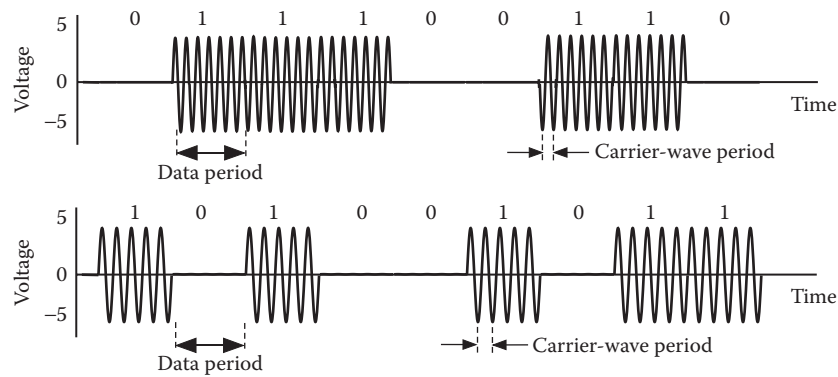 0 1 1 1 0 0 1 1 0
5
0
−5
Voltage
Time
Data period
Carrier-wave period
1 0 1 0 0 1 0 1 1
5
0
−5
Voltage
Time
Data period
Carrier-wave period